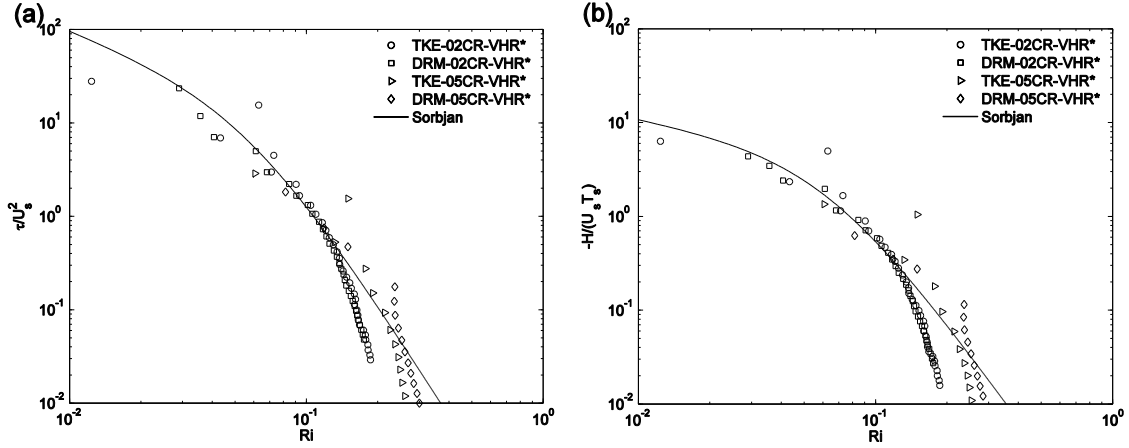 (a)
10^2
10^1
10^0
10^-1
10^-2
τ/U_s^2
10^-2
10^-1
10^0
Ri
TKE-02CR-VHR*
DRM-02CR-VHR*
TKE-05CR-VHR*
DRM-05CR-VHR*
Sorbjan
(b)
10^2
10^1
10^0
10^-1
10^-2
-H/(U_s T_s)
10^-2
10^-1
10^0
Ri
TKE-02CR-VHR*
DRM-02CR-VHR*
TKE-05CR-VHR*
DRM-05CR-VHR*
Sorbjan